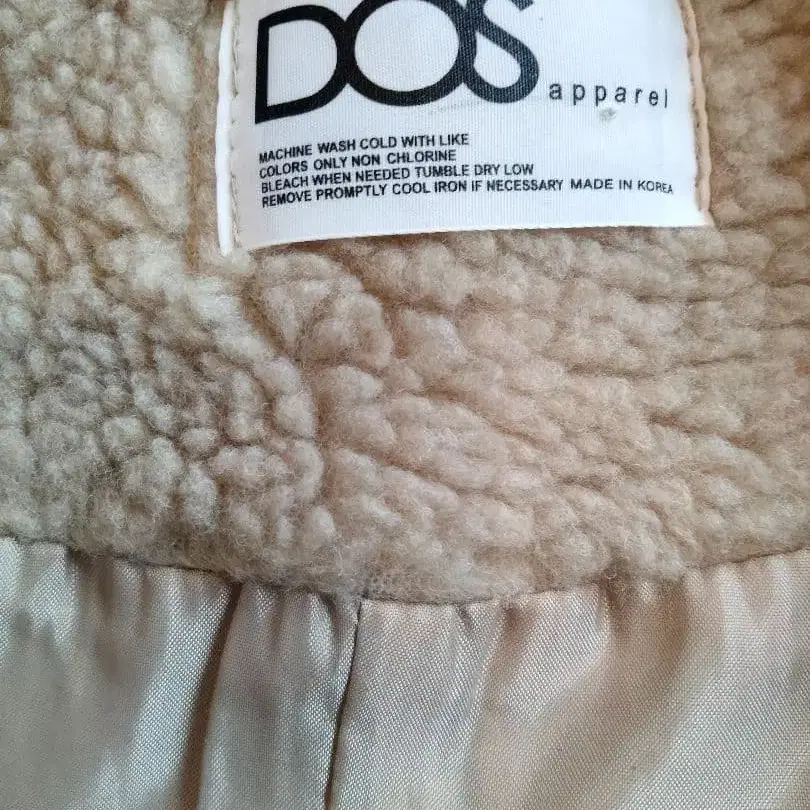 DOS
apparel
MACHINE WASH COLD WITH LIKE
COLORS ONLY NON CHLORINE
BLEACH WHEN NEEDED TUMBLE DRY LOW
REMOVE PROMPTLY COOL IRON IF NECESSARY MADE IN KOREA